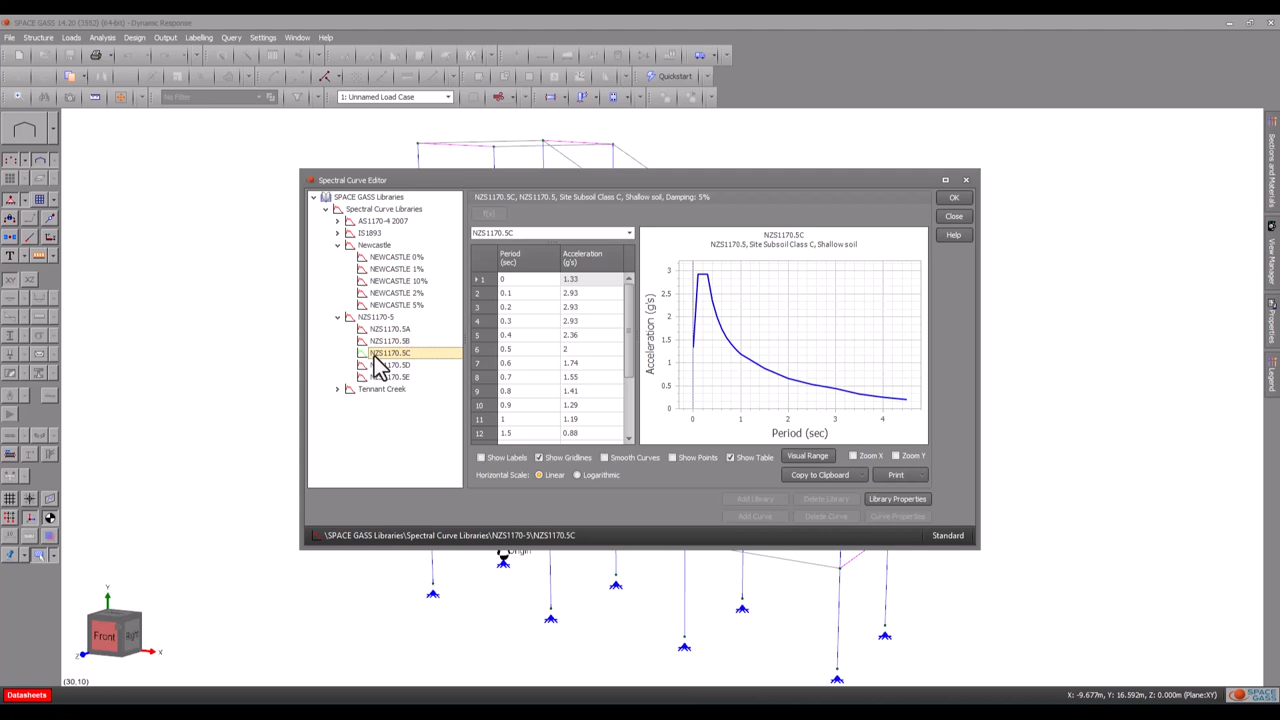 SPACE GASS 14.20 (3552) (64-bit) - Dynamic Response
File Structure Loads Analysis Design Output Labelling Query Settings Window Help
Quickstart
No Filter
1: Unnamed Load Case
Spectral Curve Editor
SPACE GASS Libraries
Spectral Curve Libraries
AS1170-4 2007
IS1893
Newcastle
NEWCASTLE 0%
NEWCASTLE 1%
NEWCASTLE 10%
NEWCASTLE 2%
NEWCASTLE 5%
NZS1170-5
NZS1170.5A
NZS1170.5B
NZS1170.5C
Tennant Creek
NZS1170.5C, NZS1170.5, Site Subsoil Class C, Shallow soil, Damping: 5%
f(x)
NZS1170.5C
Period (sec) Acceleration (g's)
1 0 1.33
2 0.1 2.93
3 0.2 2.93
4 0.3 2.93
5 0.4 2.36
6 0.5 2
7 0.6 1.74
8 0.7 1.55
9 0.8 1.41
10 0.9 1.29
11 1 1.19
12 1.5 0.88
NZS1170.5C
NZS1170.5, Site Subsoil Class C, Shallow soil
Acceleration (g's)
3
2.5
2
1.5
1
0.5
0
0 1 2 3 4
Period (sec)
OK
Close
Help
Show Labels Show Gridlines Smooth Curves Show Points Show Table Visual Range Zoom X Zoom Y
Horizontal Scale: Linear Logarithmic Copy to Clipboard Print
Add Library Delete Library Library Properties
Add Curve Delete Curve Curve Properties
\SPACE GASS Libraries\Spectral Curve Libraries\NZS1170-5\NZS1170.5C Standard
Origin
Sections and Materials
Properties
Legend
Y
Front Right
Z X
(30,10)
Datasheets
X: -9.677m, Y: 16.592m, Z: 0.000m (Plane:XY)
SPACE GASS